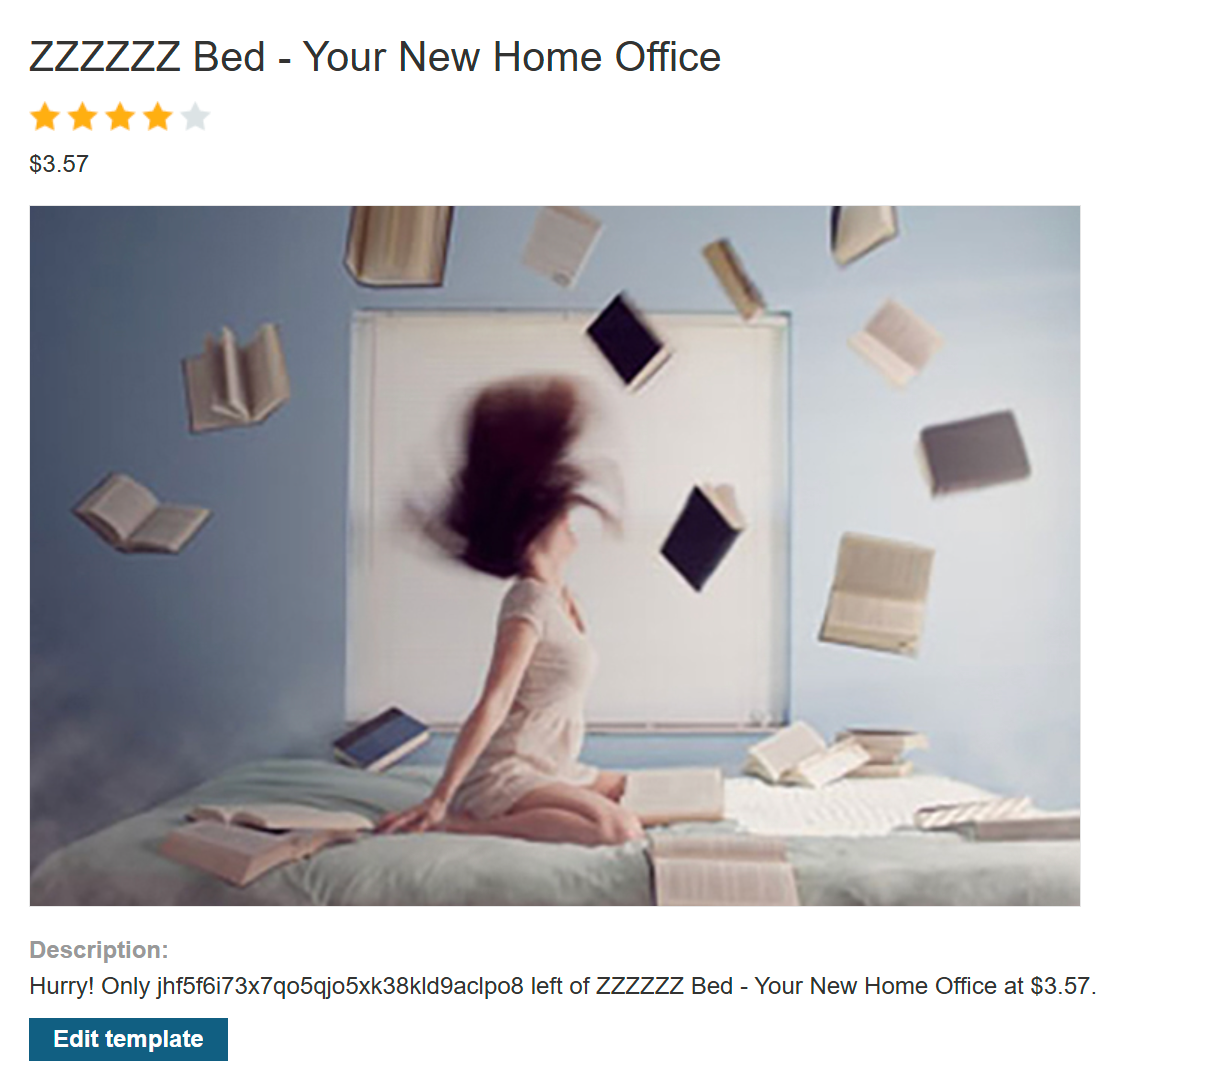 ZZZZZZ Bed - Your New Home Office
$3.57
Description:
Hurry! Only jhf5f6i73x7qo5qjo5xk38kld9aclpo8 left of ZZZZZZ Bed - Your New Home Office at $3.57.
Edit template